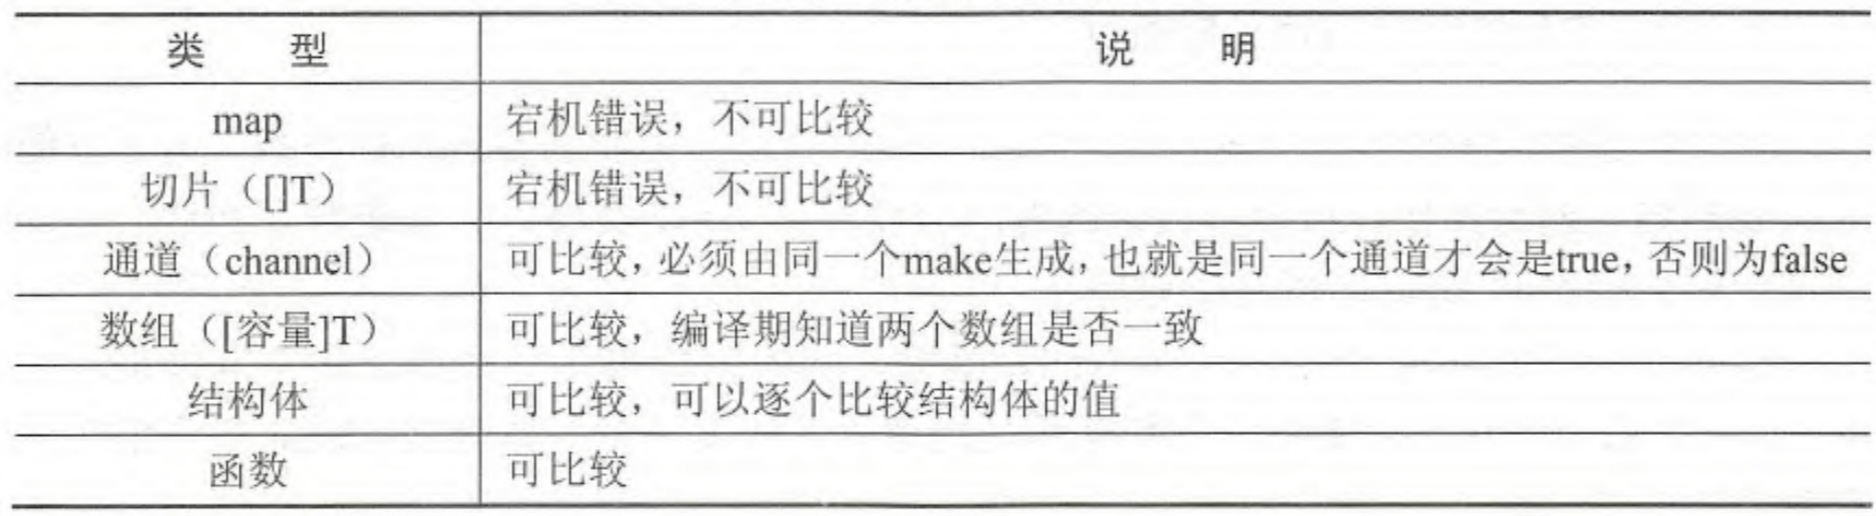 类 型 说 明
map 宕机错误，不可比较
切片（[]T） 宕机错误，不可比较
通道（channel） 可比较，必须由同一个make生成，也就是同一个通道才会是true，否则为false
数组（[容量]T） 可比较，编译期知道两个数组是否一致
结构体 可比较，可以逐个比较结构体的值
函数 可比较